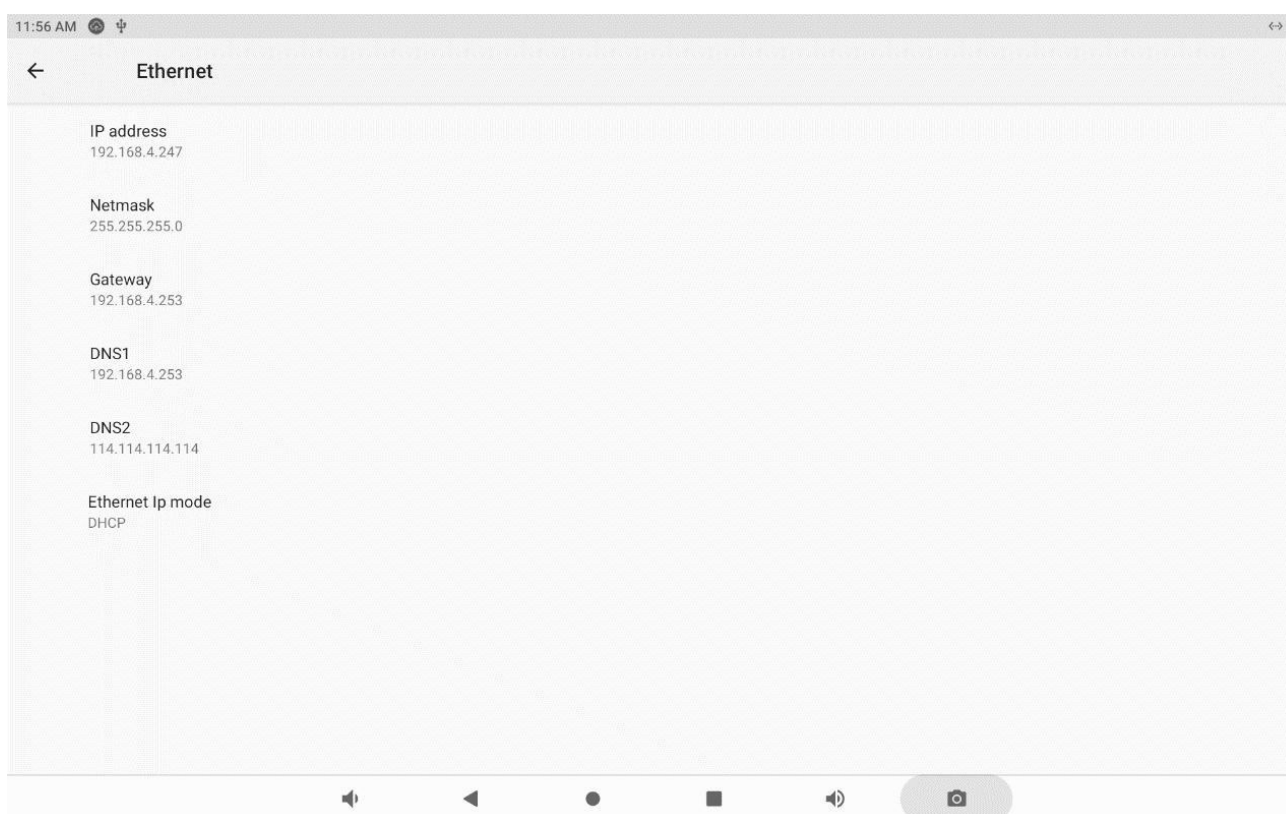 11:56 AM
Ethernet
IP address
192.168.4.247
Netmask
255.255.255.0
Gateway
192.168.4.253
DNS1
192.168.4.253
DNS2
114.114.114.114
Ethernet Ip mode
DHCP